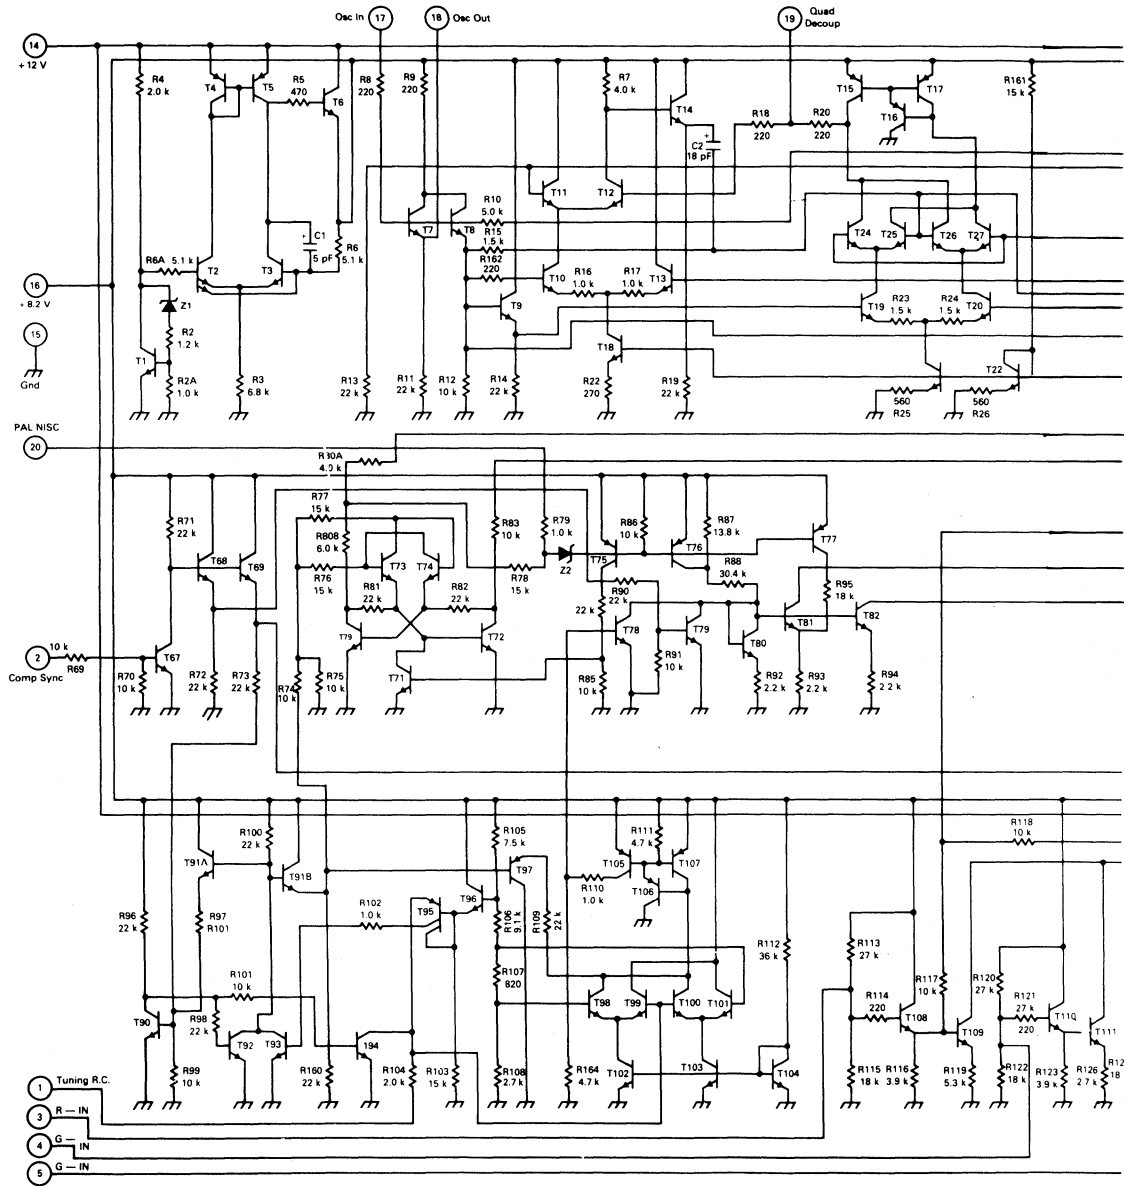 Osc In 17
18 Osc Out
19 Quad
Decoup
14
+ 12 V
R4
2.0 k
T4
T5
R5
470
T6
R8
220
R9
220
R7
4.0 k
T14
C2
18 pF
R18
220
R20
220
T15
T16
T17
R161
15 k
T11
T12
R10
5.0 k
R15
1.5 k
R162
220
T7
T8
T24
T25
T26
T27
R6A 5.1 k
T2
T3
C1
5 pF
R6
5.1 k
16
+ 8.2 V
Z1
R2
1.2 k
T10
R16
1.0 k
R17
1.0 k
T13
T9
T19
R23
1.5 k
R24
1.5 k
T20
15
Gnd
T1
R2A
1.0 k
R3
6.8 k
R13
22 k
R11
22 k
R12
10 k
R14
22 k
T18
R22
270
R19
22 k
T22
560
R25
560
R26
PAL NISC
20
R80A
4.0 k
R77
15 k
R71
22 k
R808
6.0 k
R83
10 k
R79
1.0 k
R86
10 k
R87
13.8 k
T77
T68
T69
T73
T74
R76
15 k
R78
15 k
Z2
T75
T76
R88
30.4 k
R81
22 k
R82
22 k
R90
22 k
22 k
R95
18 k
T79
T72
T78
T79
T80
T81
T82
2
Comp Sync
10 k
R69
R70
10 k
T67
R72
22 k
R73
22 k
R74
10 k
R75
10 k
T71
R85
10 k
R91
10 k
R92
2.2 k
R93
2.2 k
R94
2.2 k
R100
22 k
T91A
T91B
R105
7.5 k
T97
R111
4.7 k
T105
T107
T106
R110
1.0 k
R118
10 k
R96
22 k
R97
R101
R102
1.0 k
T95
T96
R106
9.1 k
R109
22 k
R112
36 k
R113
27 k
R101
10 k
R107
820
T98
T99
T100
T101
R114
220
R117
10 k
R120
27 k
R121
27 k
220
T110
T111
T90
R98
22 k
T92
T93
194
T108
T109
R99
10 k
R160
22 k
R104
2.0 k
R103
15 k
R108
2.7 k
R164
4.7 k
T102
T103
T104
R115
18 k
R116
3.9 k
R119
5.3 k
R122
18 k
R123
3.9 k
R126
2.7 k
R12
18
1 Tuning R.C.
3 R — IN
4 G — IN
5 G — IN